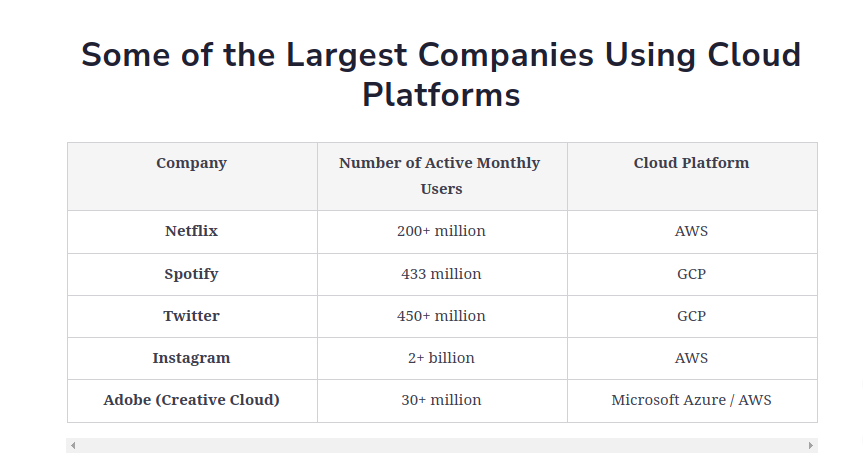 Some of the Largest Companies Using Cloud
Platforms
Company Number of Active Monthly Users Cloud Platform
Netflix 200+ million AWS
Spotify 433 million GCP
Twitter 450+ million GCP
Instagram 2+ billion AWS
Adobe (Creative Cloud) 30+ million Microsoft Azure / AWS